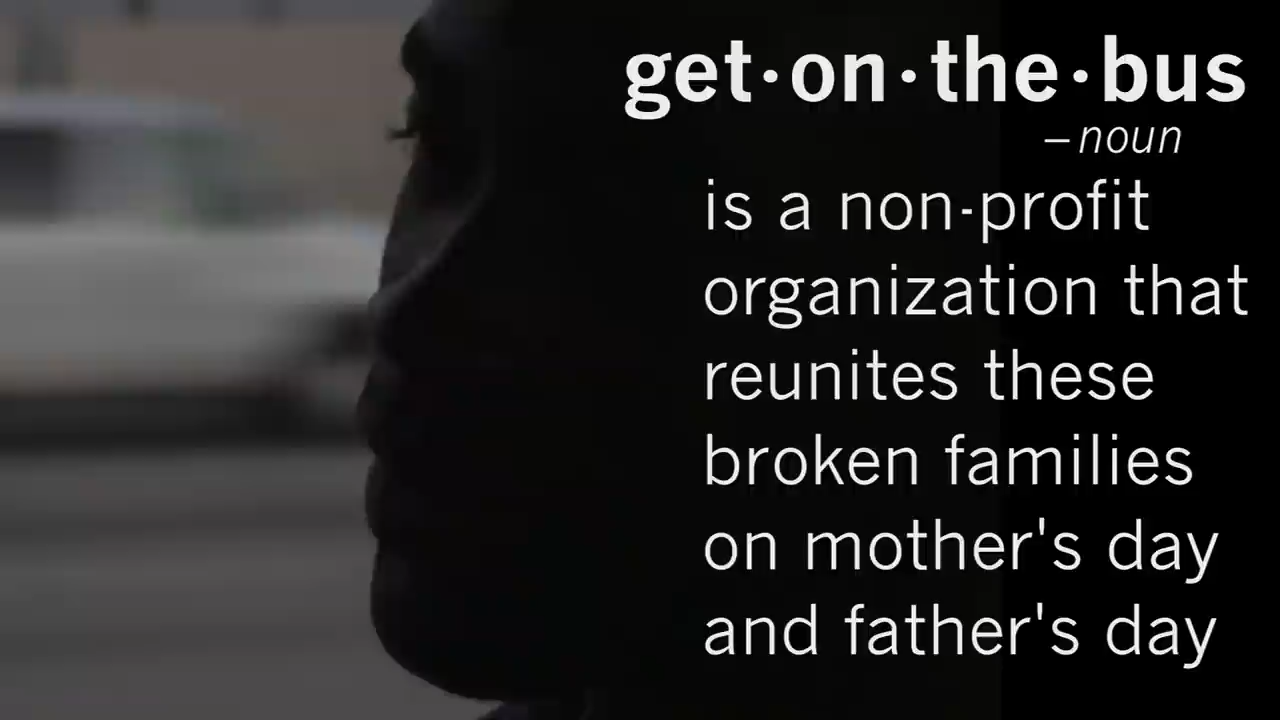 get·on·the·bus
–noun
is a non-profit
organization that
reunites these
broken families
on mother's day
and father's day